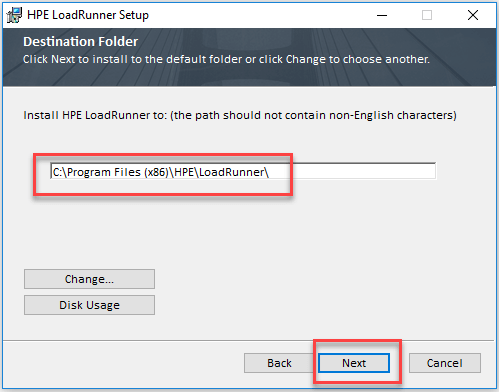 HPE LoadRunner Setup
Destination Folder
Click Next to install to the default folder or click Change to choose another.
Install HPE LoadRunner to: (the path should not contain non-English characters)
C:\Program Files (x86)\HPE\LoadRunner\
Change...
Disk Usage
Back
Next
Cancel